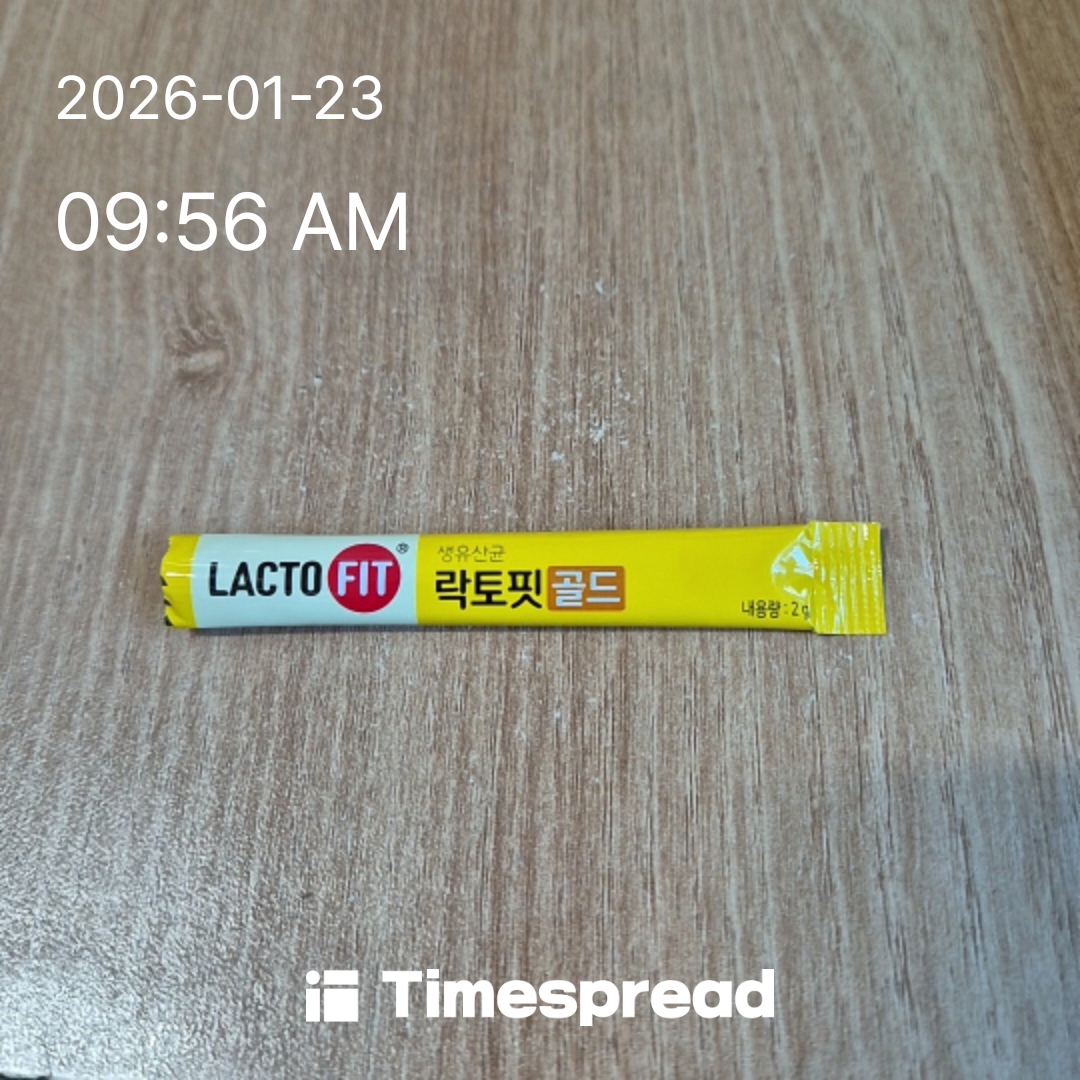 2026-01-23
09:56 AM
LACTO FIT®
생유산균
락토핏 골드
내용량 : 2g
Timespread